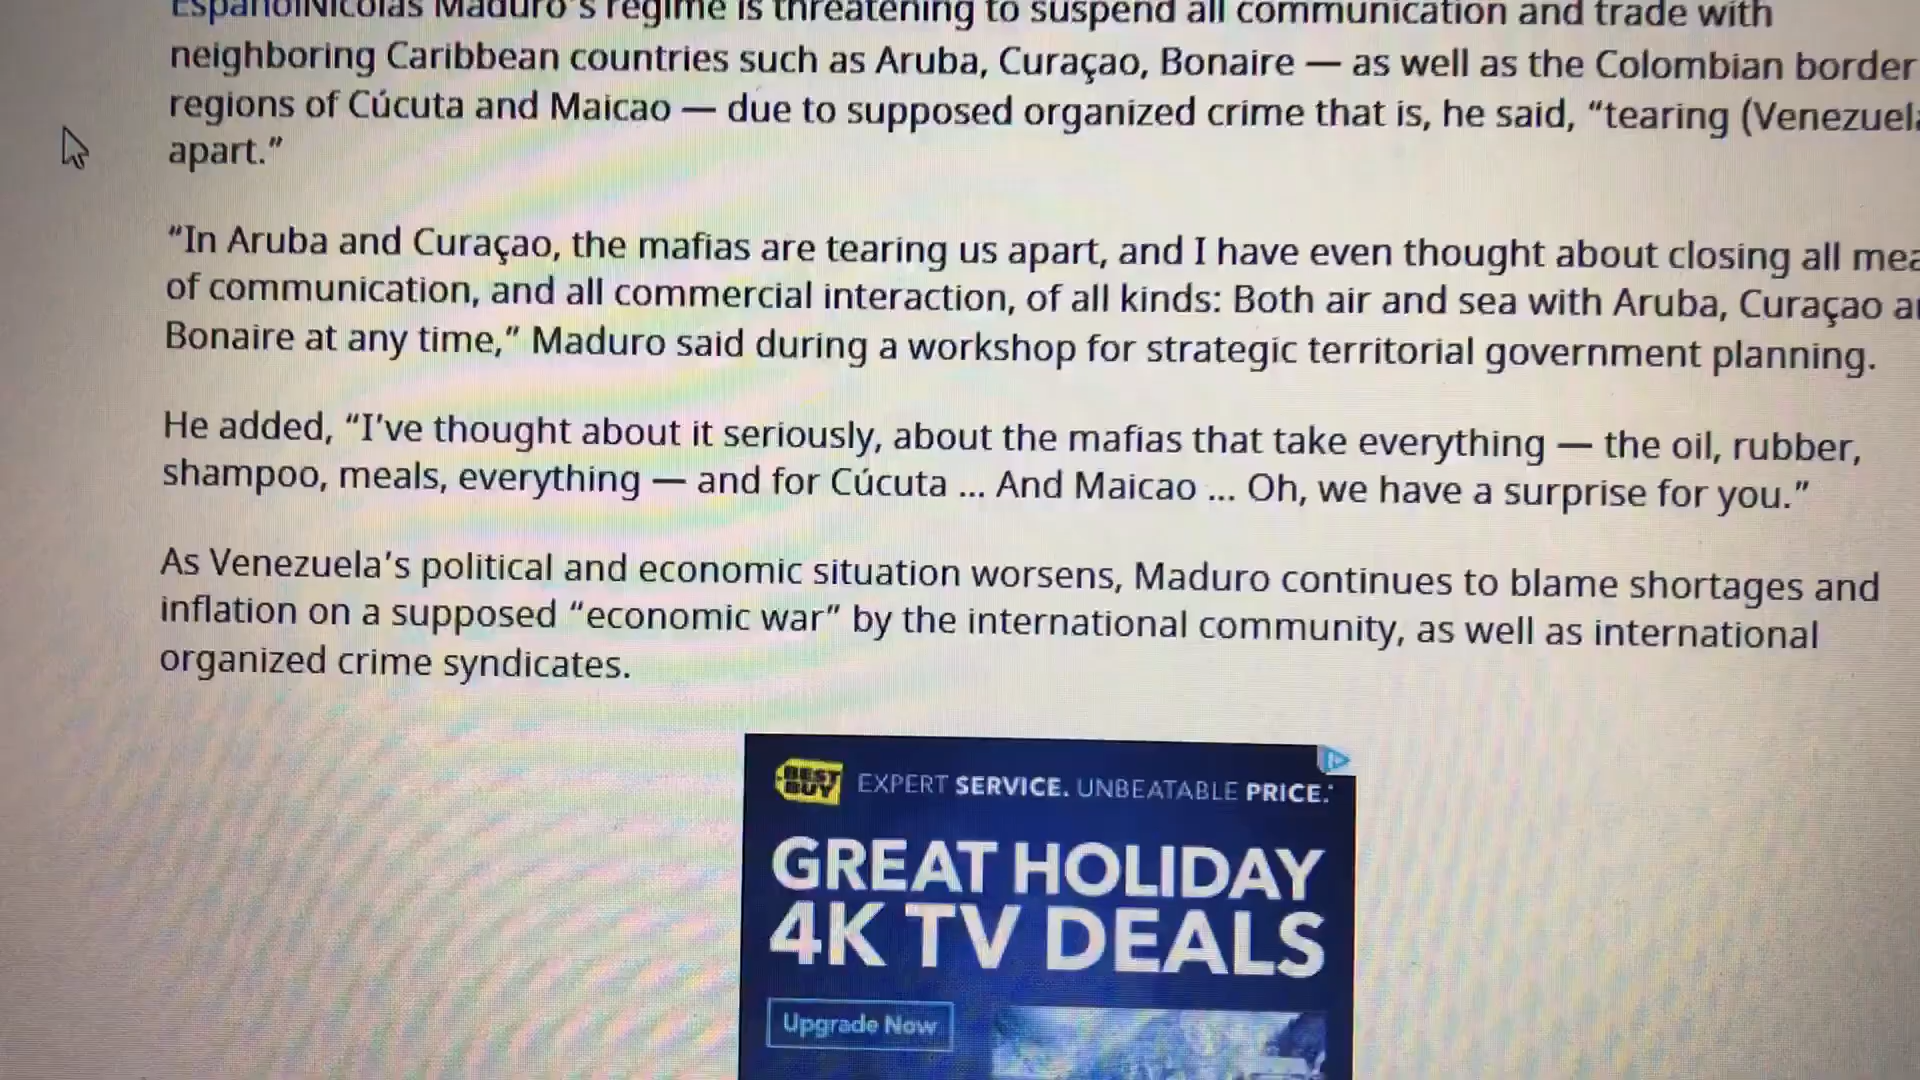 EspañolNicolás Maduro's regime is threatening to suspend all communication and trade with
neighboring Caribbean countries such as Aruba, Curaçao, Bonaire — as well as the Colombian border
regions of Cúcuta and Maicao — due to supposed organized crime that is, he said, “tearing (Venezuela
apart.”
“In Aruba and Curaçao, the mafias are tearing us apart, and I have even thought about closing all
of communication, and all commercial interaction, of all kinds: Both air and sea with Aruba, Curaçao
Bonaire at any time,” Maduro said during a workshop for strategic territorial government planning.
He added, “I've thought about it seriously, about the mafias that take everything — the oil, rubber,
shampoo, meals, everything — and for Cúcuta ... And Maicao ... Oh, we have a surprise for you.”
As Venezuela's political and economic situation worsens, Maduro continues to blame shortages and
inflation on a supposed “economic war” by the international community, as well as international
organized crime syndicates.
BEST BUY EXPERT SERVICE. UNBEATABLE PRICE.
GREAT HOLIDAY
4K TV DEALS
Upgrade Now